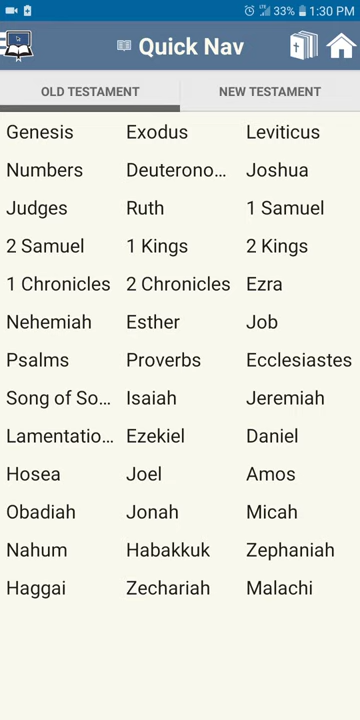 33% 1:30 PM
Quick Nav
OLD TESTAMENT NEW TESTAMENT
Genesis Exodus Leviticus
Numbers Deuterono... Joshua
Judges Ruth 1 Samuel
2 Samuel 1 Kings 2 Kings
1 Chronicles 2 Chronicles Ezra
Nehemiah Esther Job
Psalms Proverbs Ecclesiastes
Song of So... Isaiah Jeremiah
Lamentatio... Ezekiel Daniel
Hosea Joel Amos
Obadiah Jonah Micah
Nahum Habakkuk Zephaniah
Haggai Zechariah Malachi